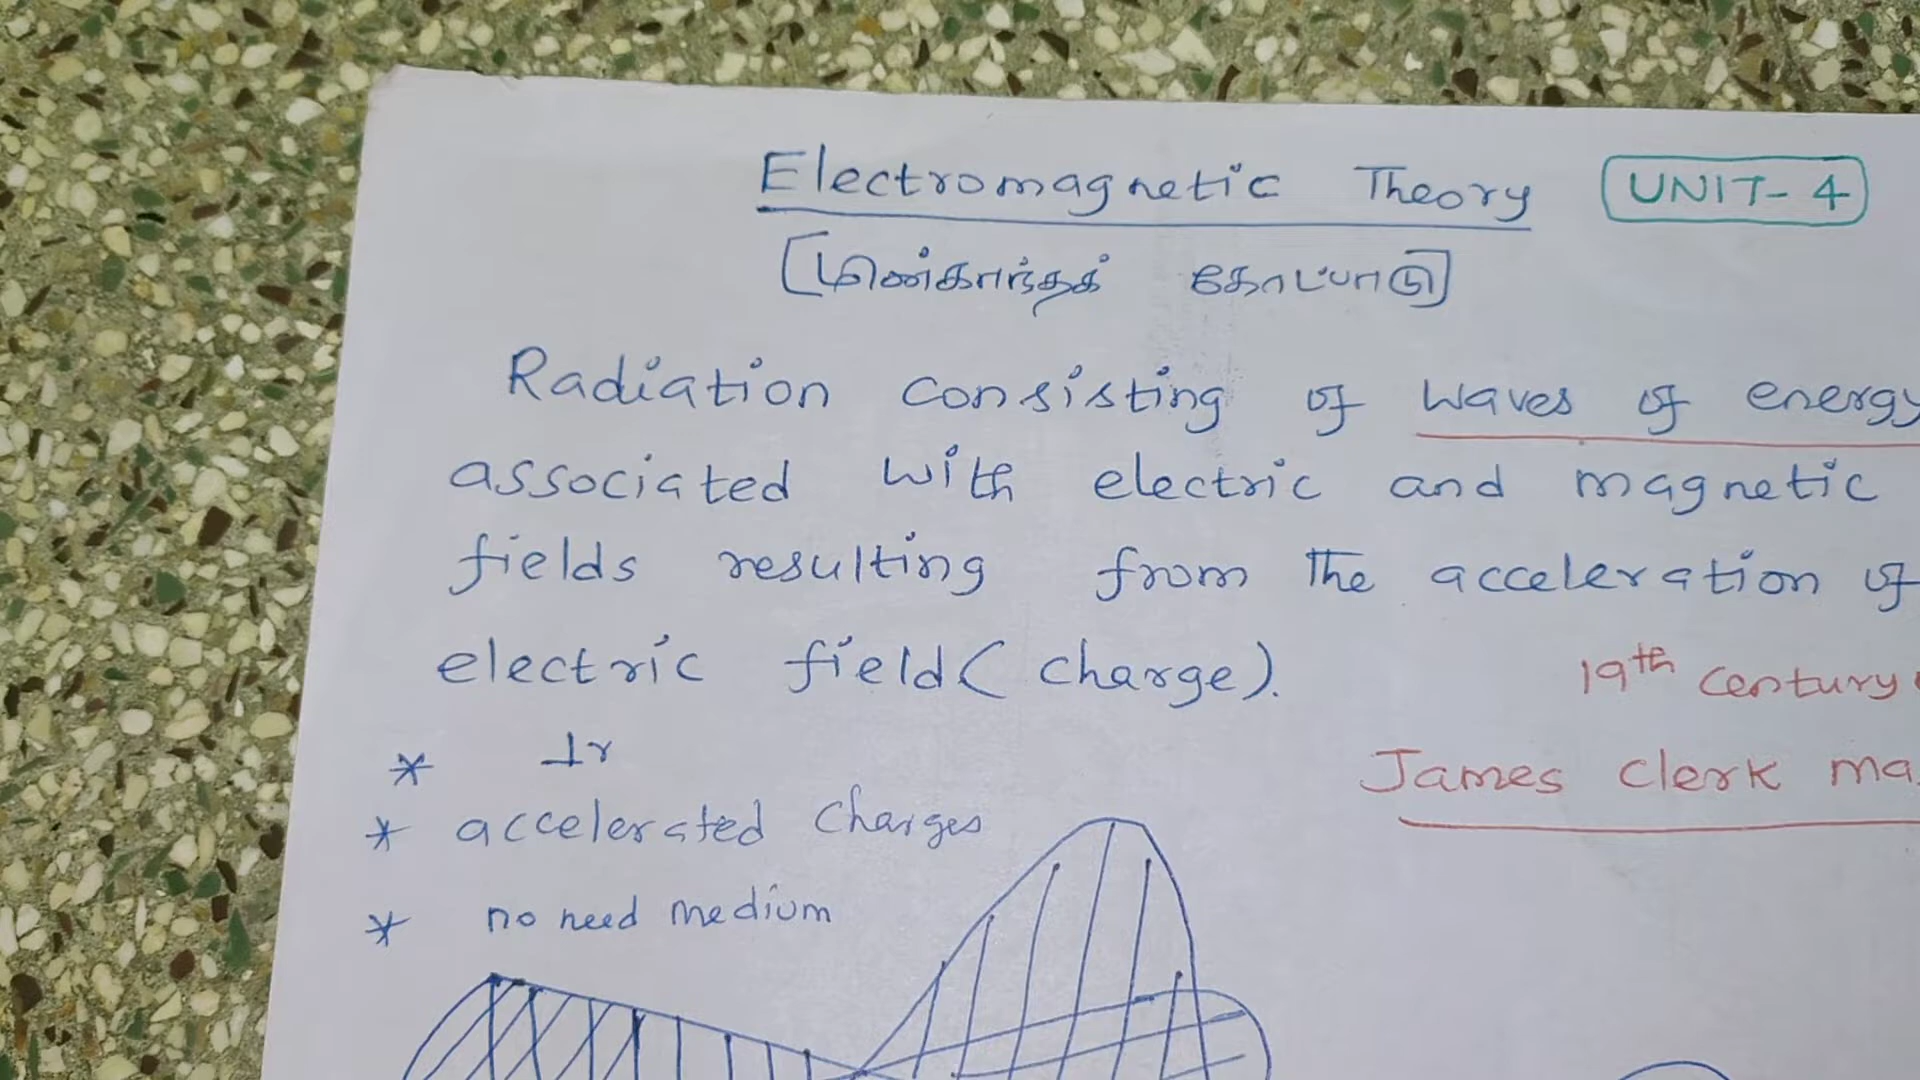 Electromagnetic Theory UNIT-4
[மின்காந்தக் கோட்பாடு]
Radiation consisting of waves of energy
associated with electric and magnetic
fields resulting from the acceleration of
electric field (charge).
19th century
* ⊥r
James Clerk ma
* accelerated charges
* no need medium